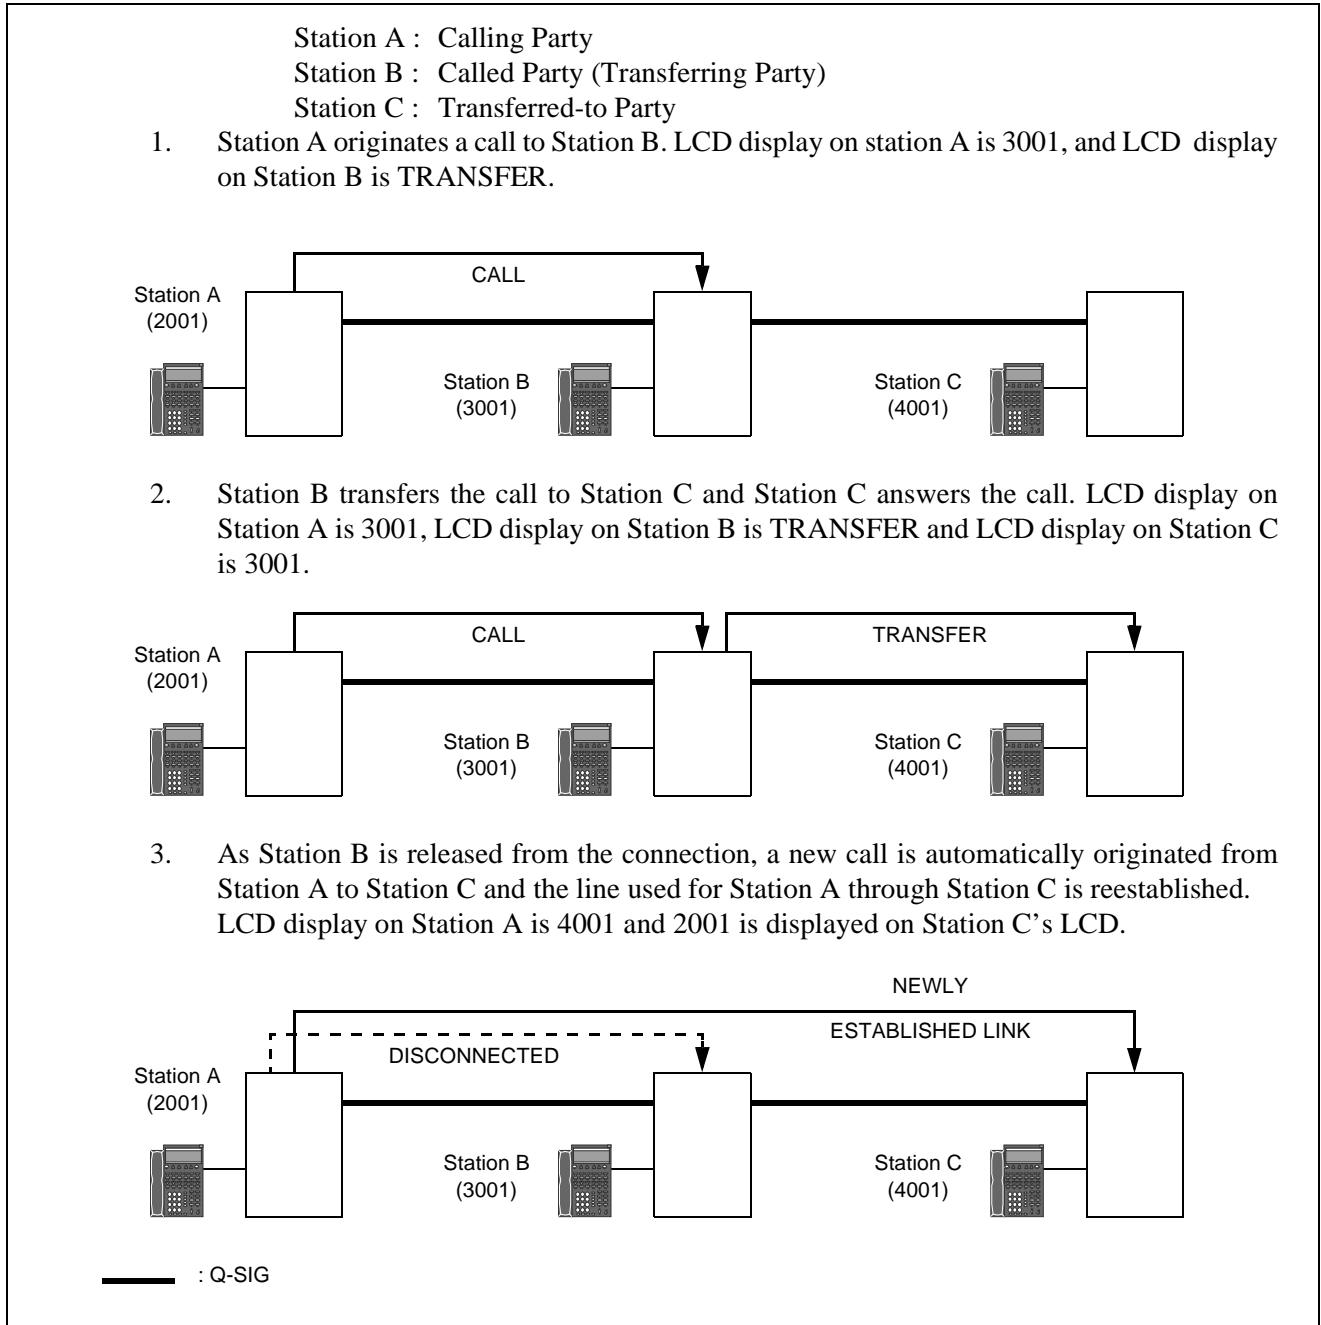 Station A : Calling Party
Station B : Called Party (Transferring Party)
Station C : Transferred-to Party
1. Station A originates a call to Station B. LCD display on station A is 3001, and LCD display
on Station B is TRANSFER.
CALL
Station A
(2001)
Station B
(3001)
Station C
(4001)
2. Station B transfers the call to Station C and Station C answers the call. LCD display on
Station A is 3001, LCD display on Station B is TRANSFER and LCD display on Station C
is 3001.
CALL
TRANSFER
Station A
(2001)
Station B
(3001)
Station C
(4001)
3. As Station B is released from the connection, a new call is automatically originated from
Station A to Station C and the line used for Station A through Station C is reestablished.
LCD display on Station A is 4001 and 2001 is displayed on Station C’s LCD.
NEWLY
ESTABLISHED LINK
DISCONNECTED
Station A
(2001)
Station B
(3001)
Station C
(4001)
: Q-SIG